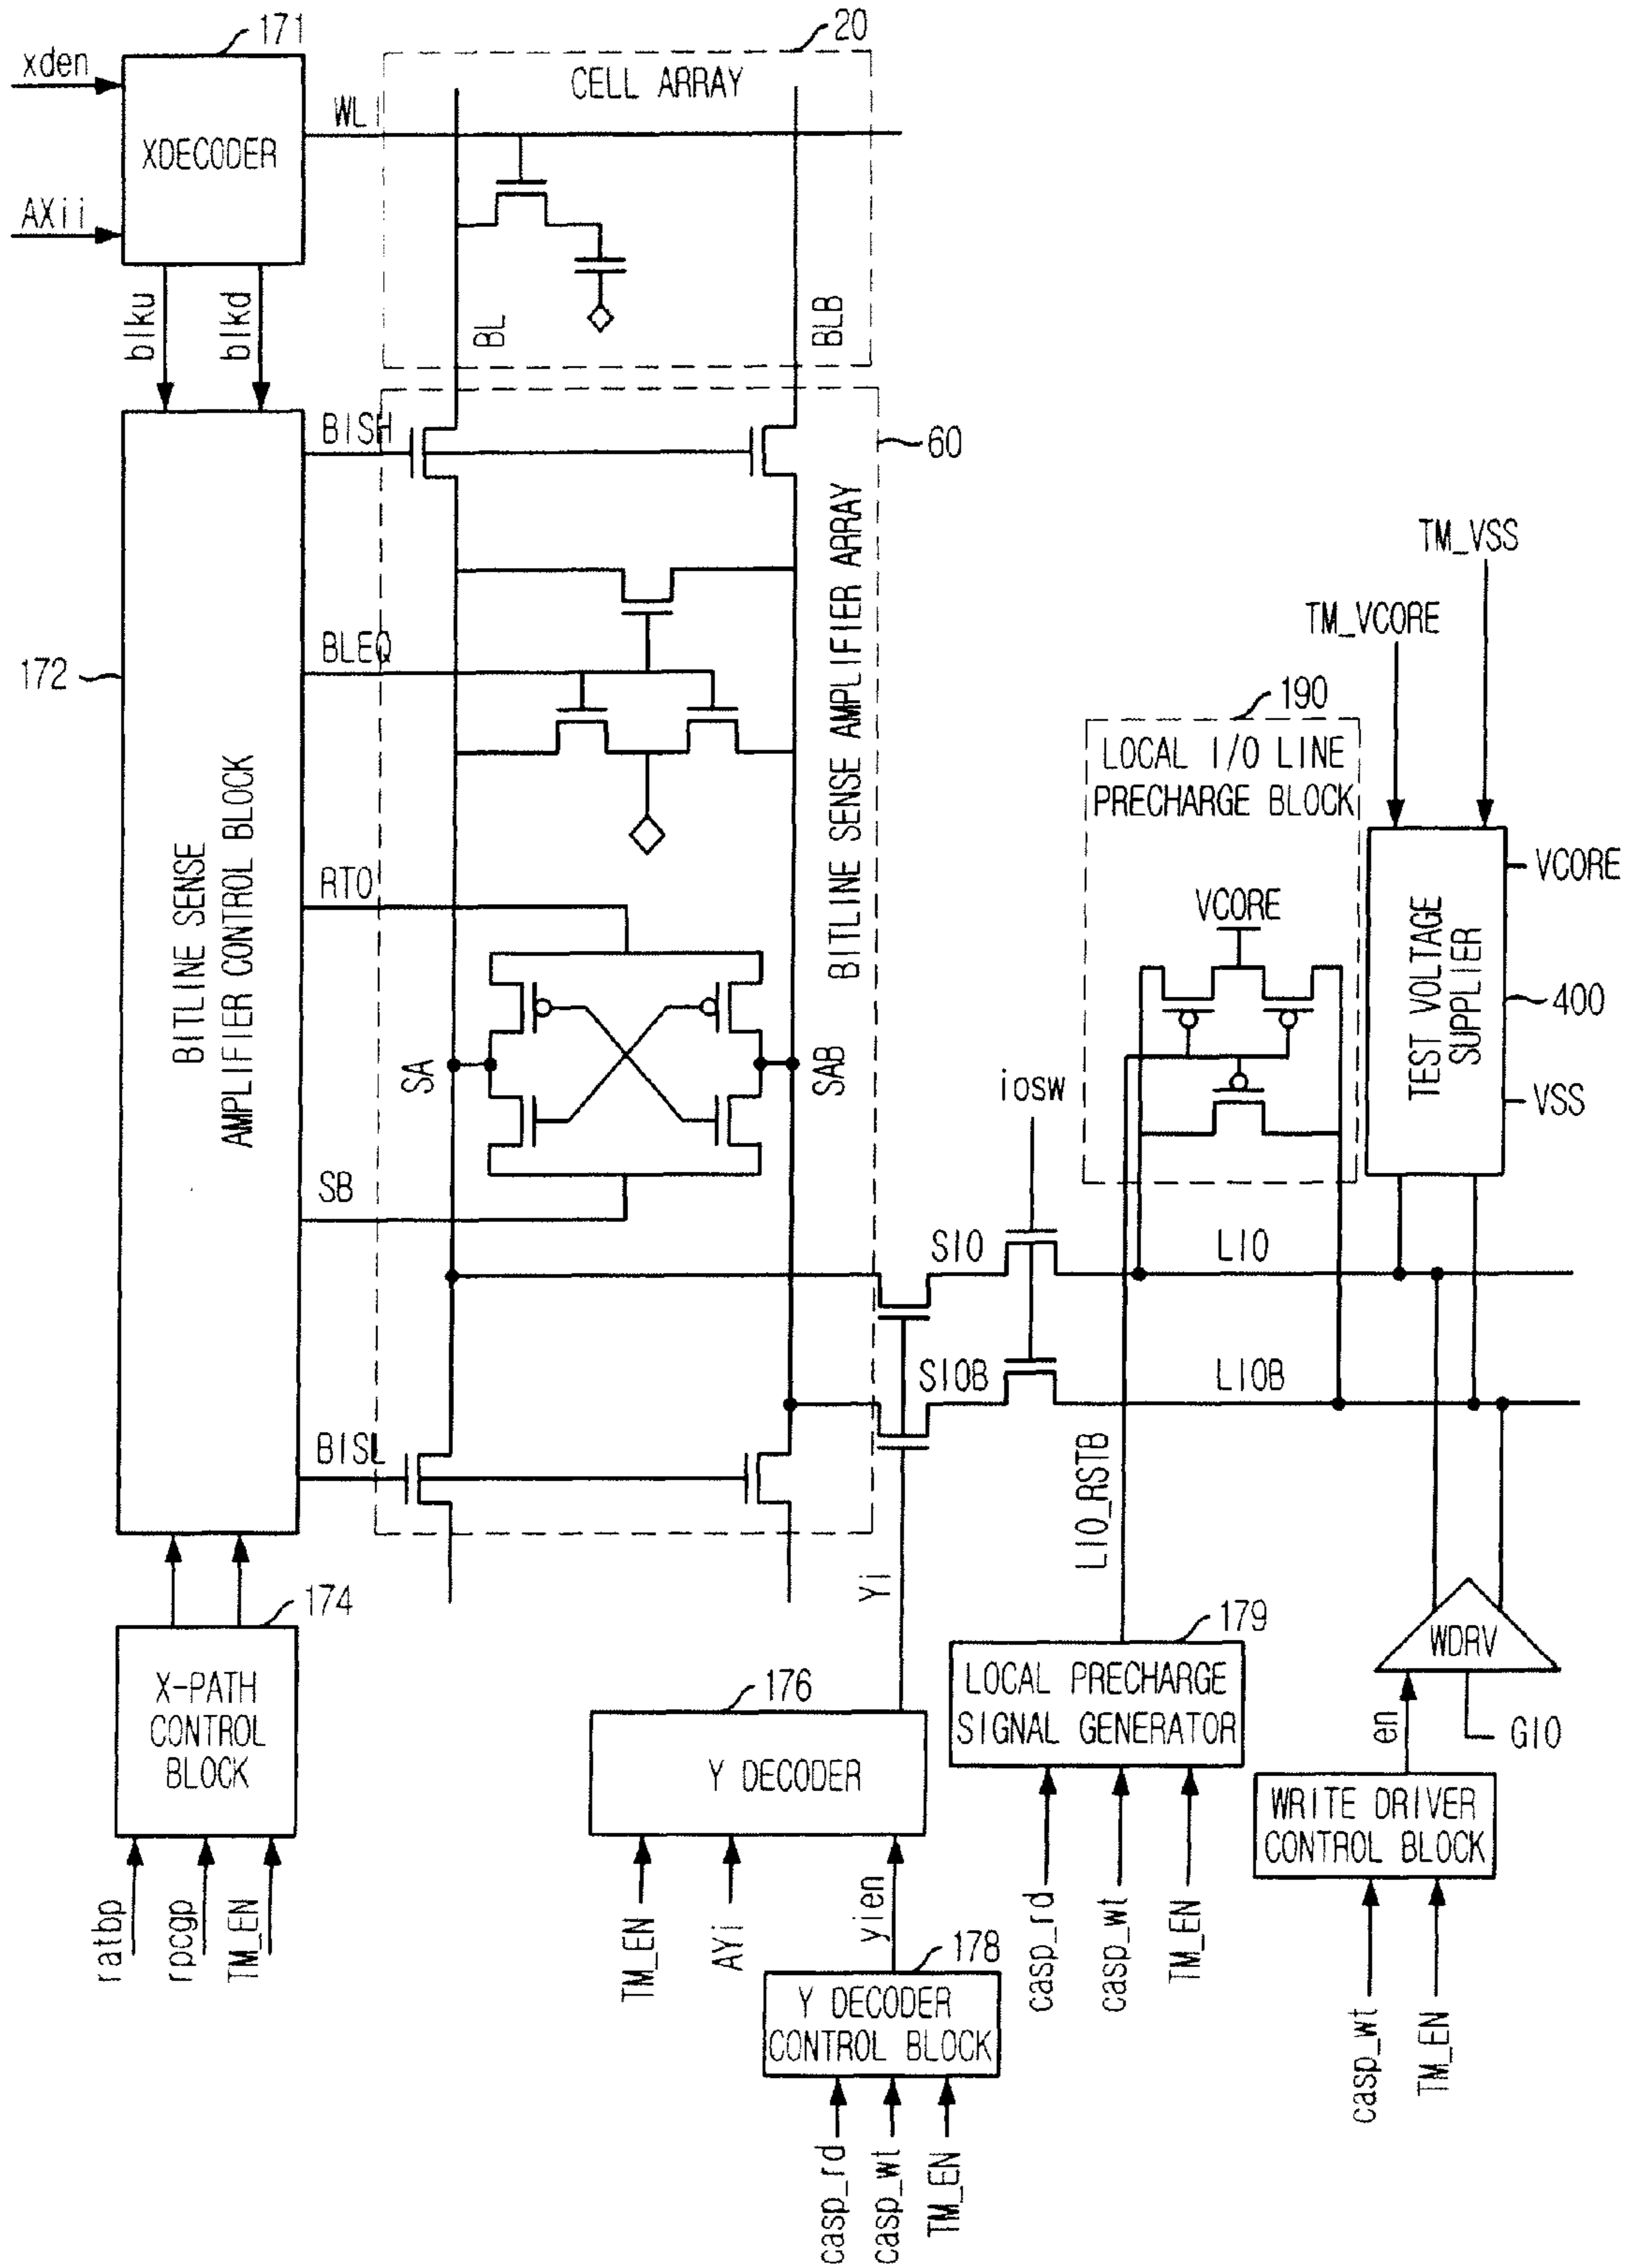 171
20
xden
CELL ARRAY
WL
XDECODER
AXii
blku
blkd
BL
BLB
BISH
60
BITLINE SENSE AMPLIFIER ARRAY
TM_VSS
TM_VCORE
BLEQ
172
190
LOCAL I/O LINE
PRECHARGE BLOCK
BITLINE SENSE
AMPLIFIER CONTROL BLOCK
VCORE
RTO
VCORE
TEST VOLTAGE
SUPPLIER
400
SA
SAB
iosw
VSS
SB
SIO
LIO
SIOB
LIOB
BISL
LIO_RSTB
Yi
174
179
WDRV
X-PATH
CONTROL
BLOCK
176
LOCAL PRECHARGE
SIGNAL GENERATOR
en
GIO
Y DECODER
WRITE DRIVER
CONTROL BLOCK
ratbp
rpcgp
TM_EN
TM_EN
AYi
yien
178
casp_rd
casp_wt
TM_EN
Y DECODER
CONTROL BLOCK
casp_wt
TM_EN
casp_rd
casp_wt
TM_EN